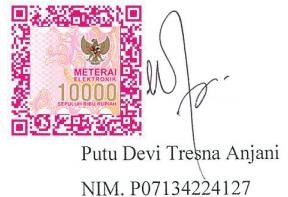 METERAI
ELEKTRONIK
10000
SEPULUH RIBU RUPIAH
Putu Devi Tresna Anjani
NIM. P07134224127